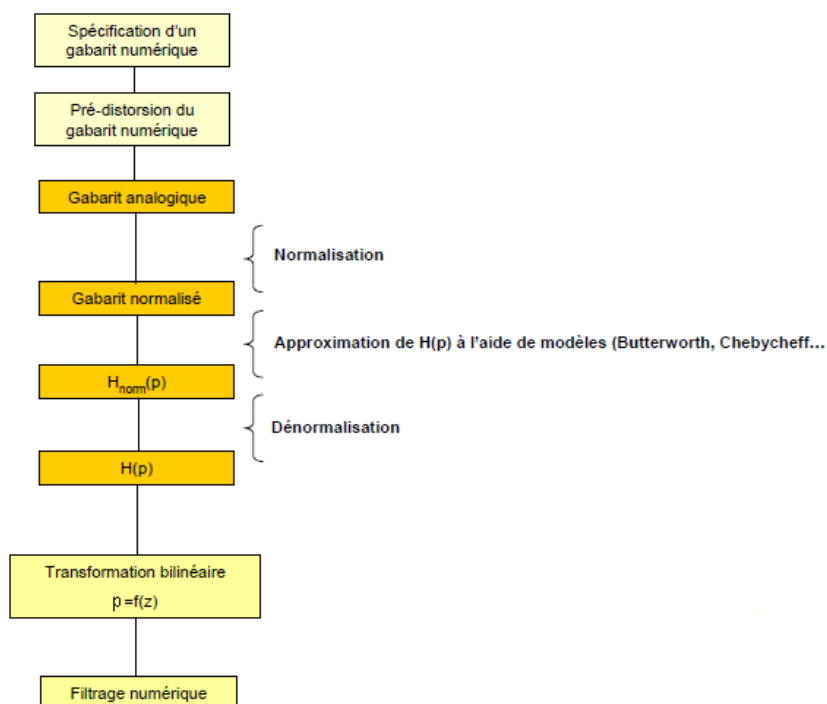 Spécification d'un
gabarit numérique
Pré-distorsion du
gabarit numérique
Gabarit analogique
Normalisation
Gabarit normalisé
Approximation de H(p) à l'aide de modèles (Butterworth, Chebycheff...
Hnorm(p)
Dénormalisation
H(p)
Transformation bilinéaire
p=f(z)
Filtrage numérique